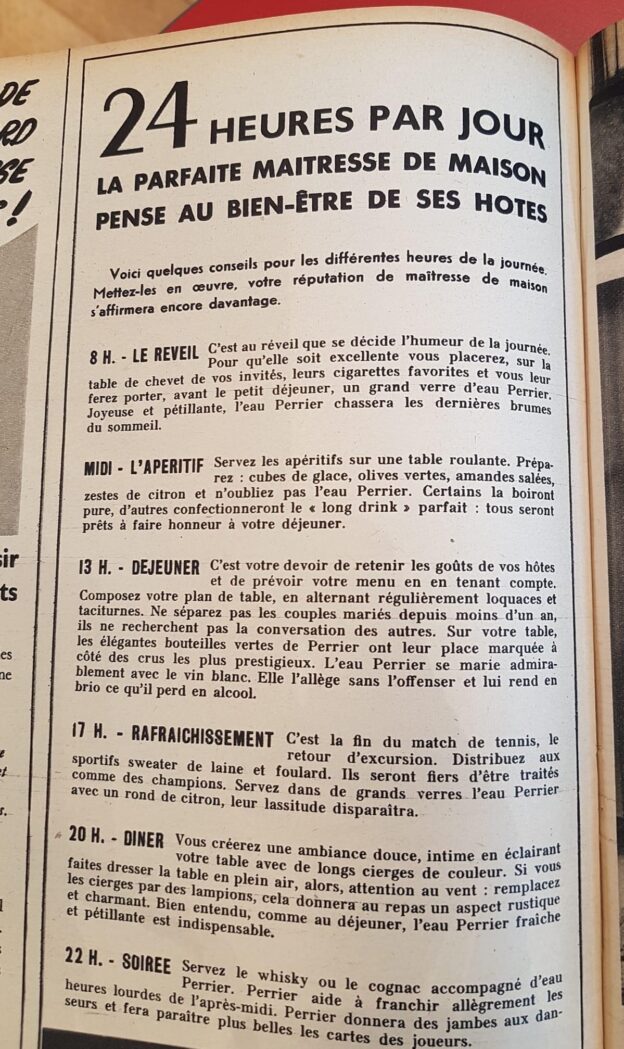 DE
RD
SE
!
sir
ts
es
ne
et
s.
24 HEURES PAR JOUR
LA PARFAITE MAITRESSE DE MAISON
PENSE AU BIEN-ÊTRE DE SES HOTES
Voici quelques conseils pour les différentes heures de la journée.
Mettez-les en œuvre, votre réputation de maîtresse de maison
s'affirmera encore davantage.
8 H. - LE REVEIL C'est au réveil que se décide l'humeur de la journée.
Pour qu'elle soit excellente vous placerez, sur la
table de chevet de vos invités, leurs cigarettes favorites et vous leur
ferez porter, avant le petit déjeuner, un grand verre d'eau Perrier.
Joyeuse et pétillante, l'eau Perrier chassera les dernières brumes
du sommeil.
MIDI - L'APERITIF Servez les apéritifs sur une table roulante. Prépa-
rez : cubes de glace, olives vertes, amandes salées,
zestes de citron et n'oubliez pas l'eau Perrier. Certains la boiront
pure, d'autres confectionneront le « long drink » parfait : tous seront
prêts à faire honneur à votre déjeuner.
13 H. - DEJEUNER C'est votre devoir de retenir les goûts de vos hôtes
et de prévoir votre menu en en tenant compte.
Composez votre plan de table, en alternant régulièrement loquaces et
taciturnes. Ne séparez pas les couples mariés depuis moins d'un an,
ils ne recherchent pas la conversation des autres. Sur votre table,
les élégantes bouteilles vertes de Perrier ont leur place marquée à
côté des crus les plus prestigieux. L'eau Perrier se marie admira-
blement avec le vin blanc. Elle l'allège sans l'offenser et lui rend en
brio ce qu'il perd en alcool.
17 H. - RAFRAICHISSEMENT C'est la fin du match de tennis, le
retour d'excursion. Distribuez aux
sportifs sweater de laine et foulard. Ils seront fiers d'être traités
comme des champions. Servez dans de grands verres l'eau Perrier
avec un rond de citron, leur lassitude disparaîtra.
20 H. - DINER Vous créerez une ambiance douce, intime en éclairant
votre table avec de longs cierges de couleur. Si vous
faites dresser la table en plein air, alors, attention au vent : remplacez
les cierges par des lampions, cela donnera au repas un aspect rustique
et charmant. Bien entendu, comme au déjeuner, l'eau Perrier fraîche
et pétillante est indispensable.
22 H. - SOIREE Servez le whisky ou le cognac accompagné d'eau
Perrier. Perrier aide à franchir allègrement les
heures lourdes de l'après-midi. Perrier donnera des jambes aux dan-
seurs et fera paraître plus belles les cartes des joueurs.